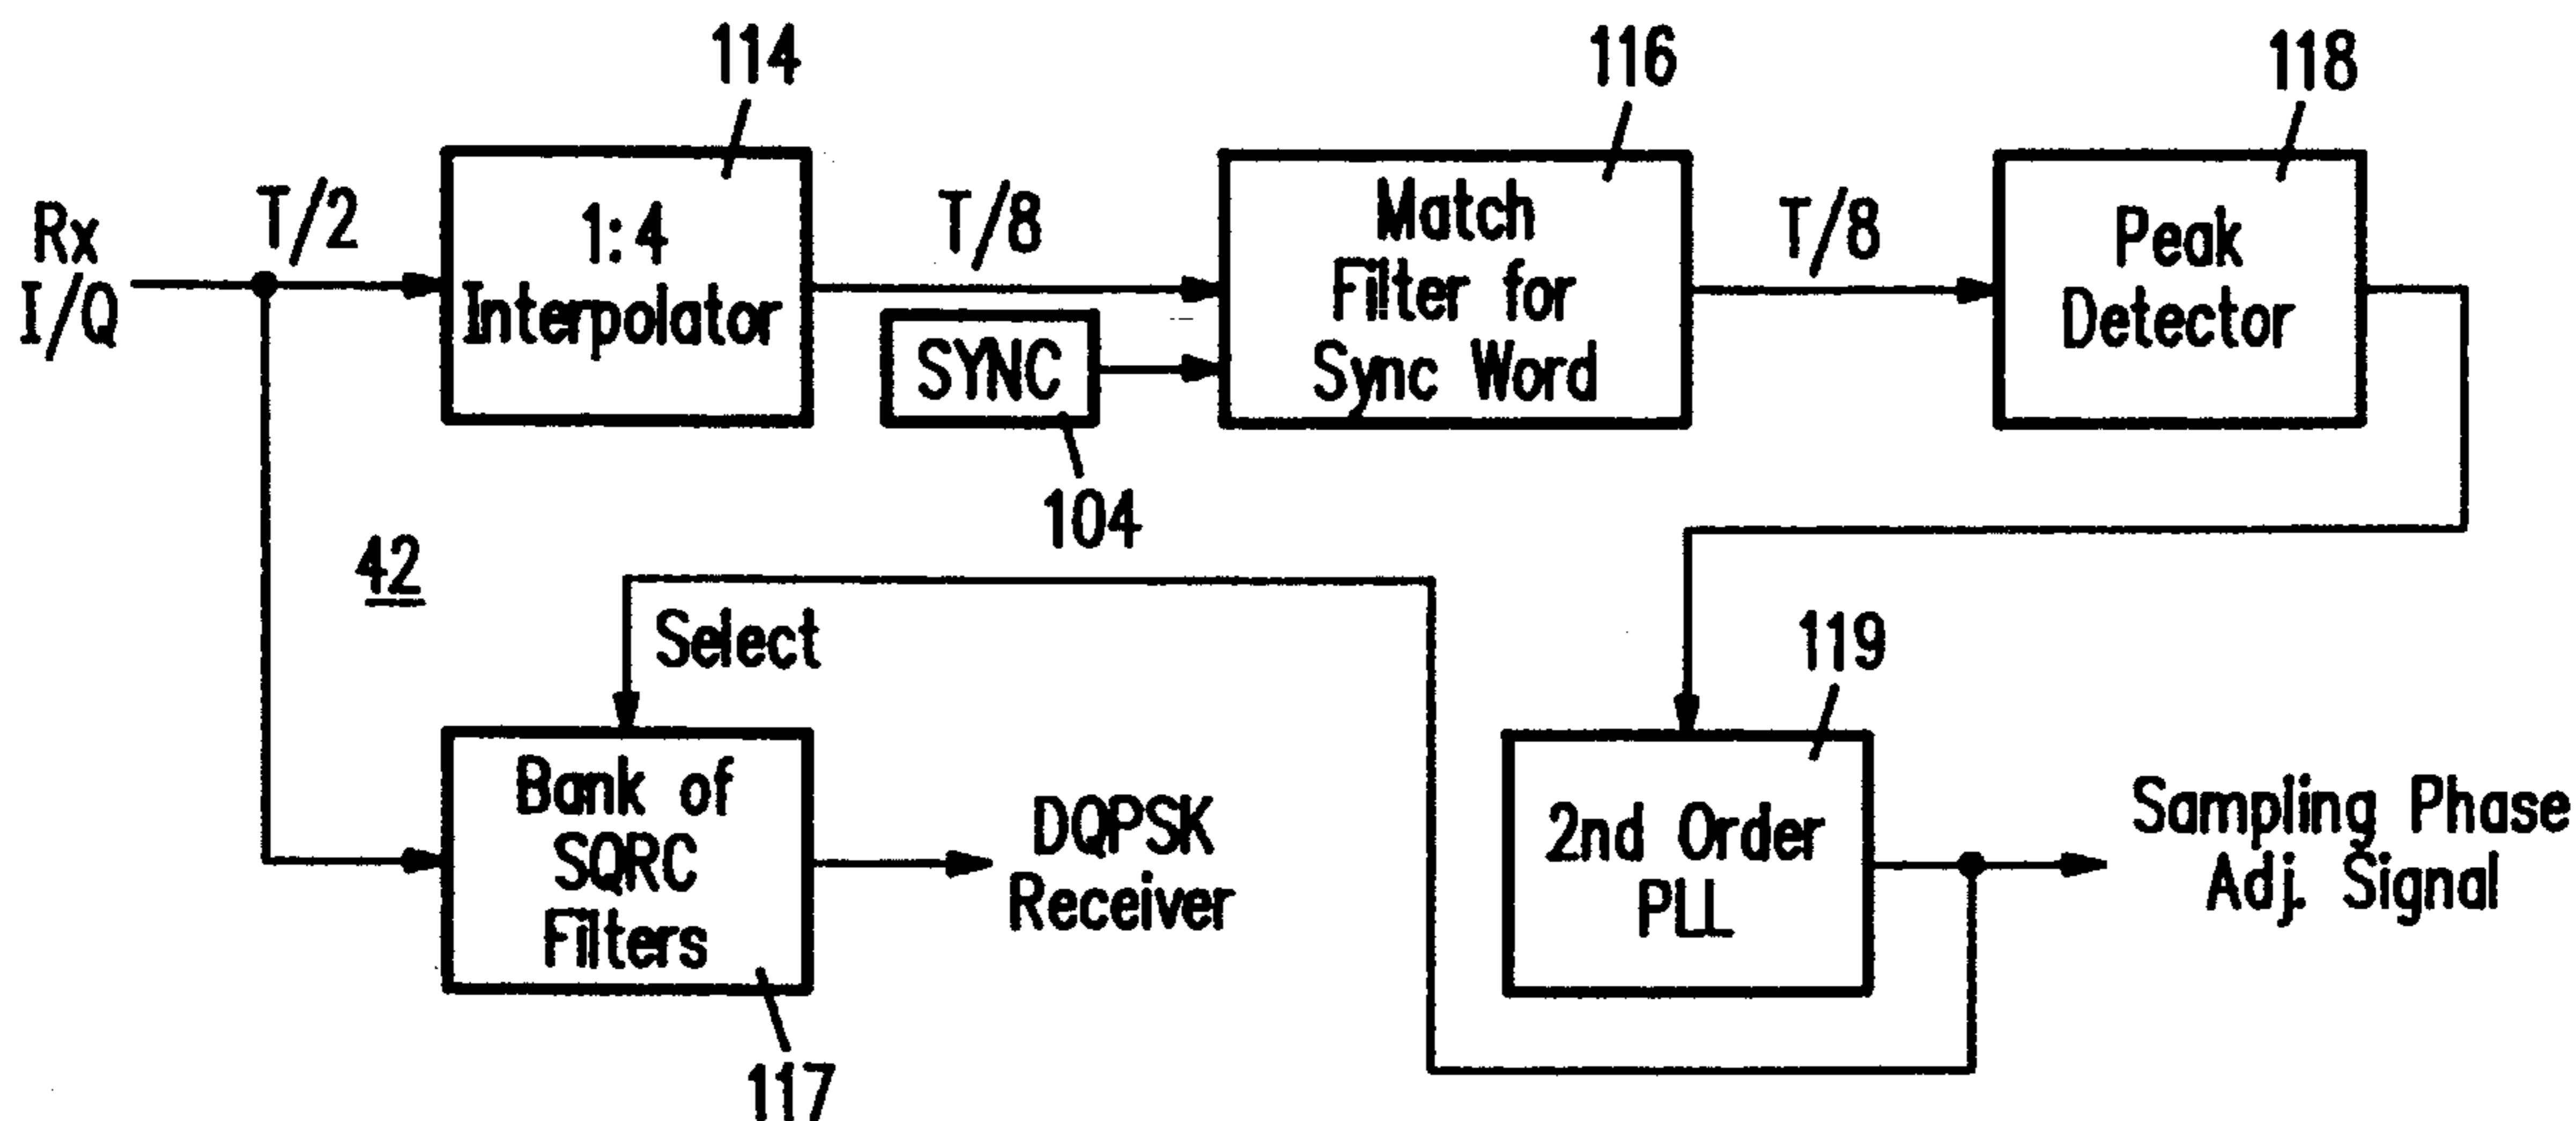 114
116
118
Rx
I/Q
T/2
1:4
Interpolator
T/8
SYNC
104
Match
Filter for
Sync Word
T/8
Peak
Detector
42
Select
119
Bank of
SQRC
Filters
117
DQPSK
Receiver
2nd Order
PLL
Sampling Phase
Adj. Signal